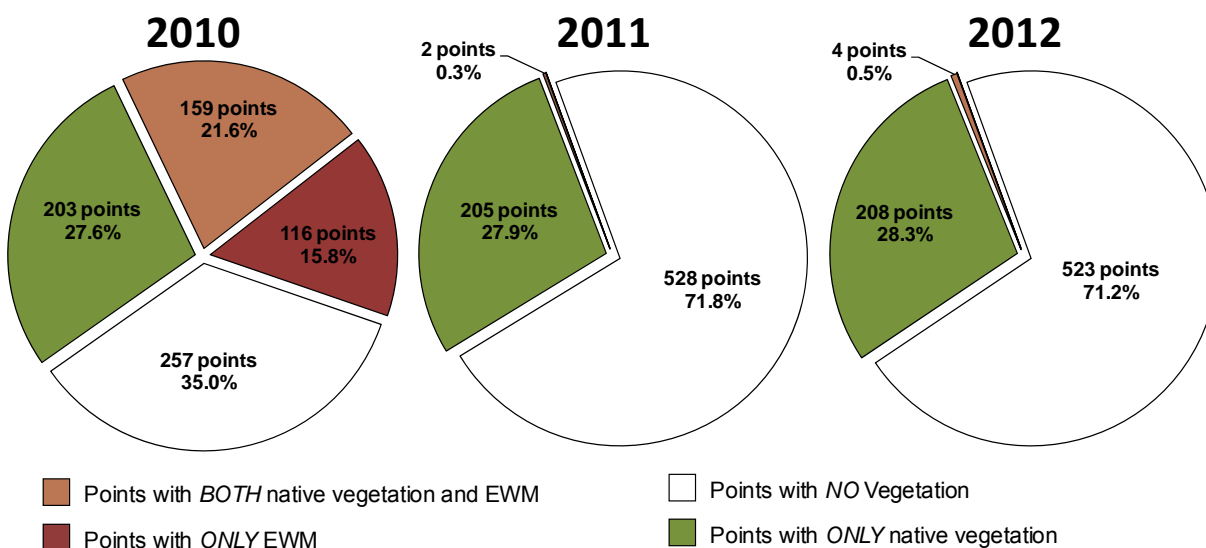 2010
159 points
21.6%
203 points
27.6%
116 points
15.8%
257 points
35.0%
2011
2 points
0.3%
205 points
27.9%
528 points
71.8%
2012
4 points
0.5%
208 points
28.3%
523 points
71.2%
Points with BOTH native vegetation and EWM
Points with ONLY EWM
Points with NO Vegetation
Points with ONLY native vegetation